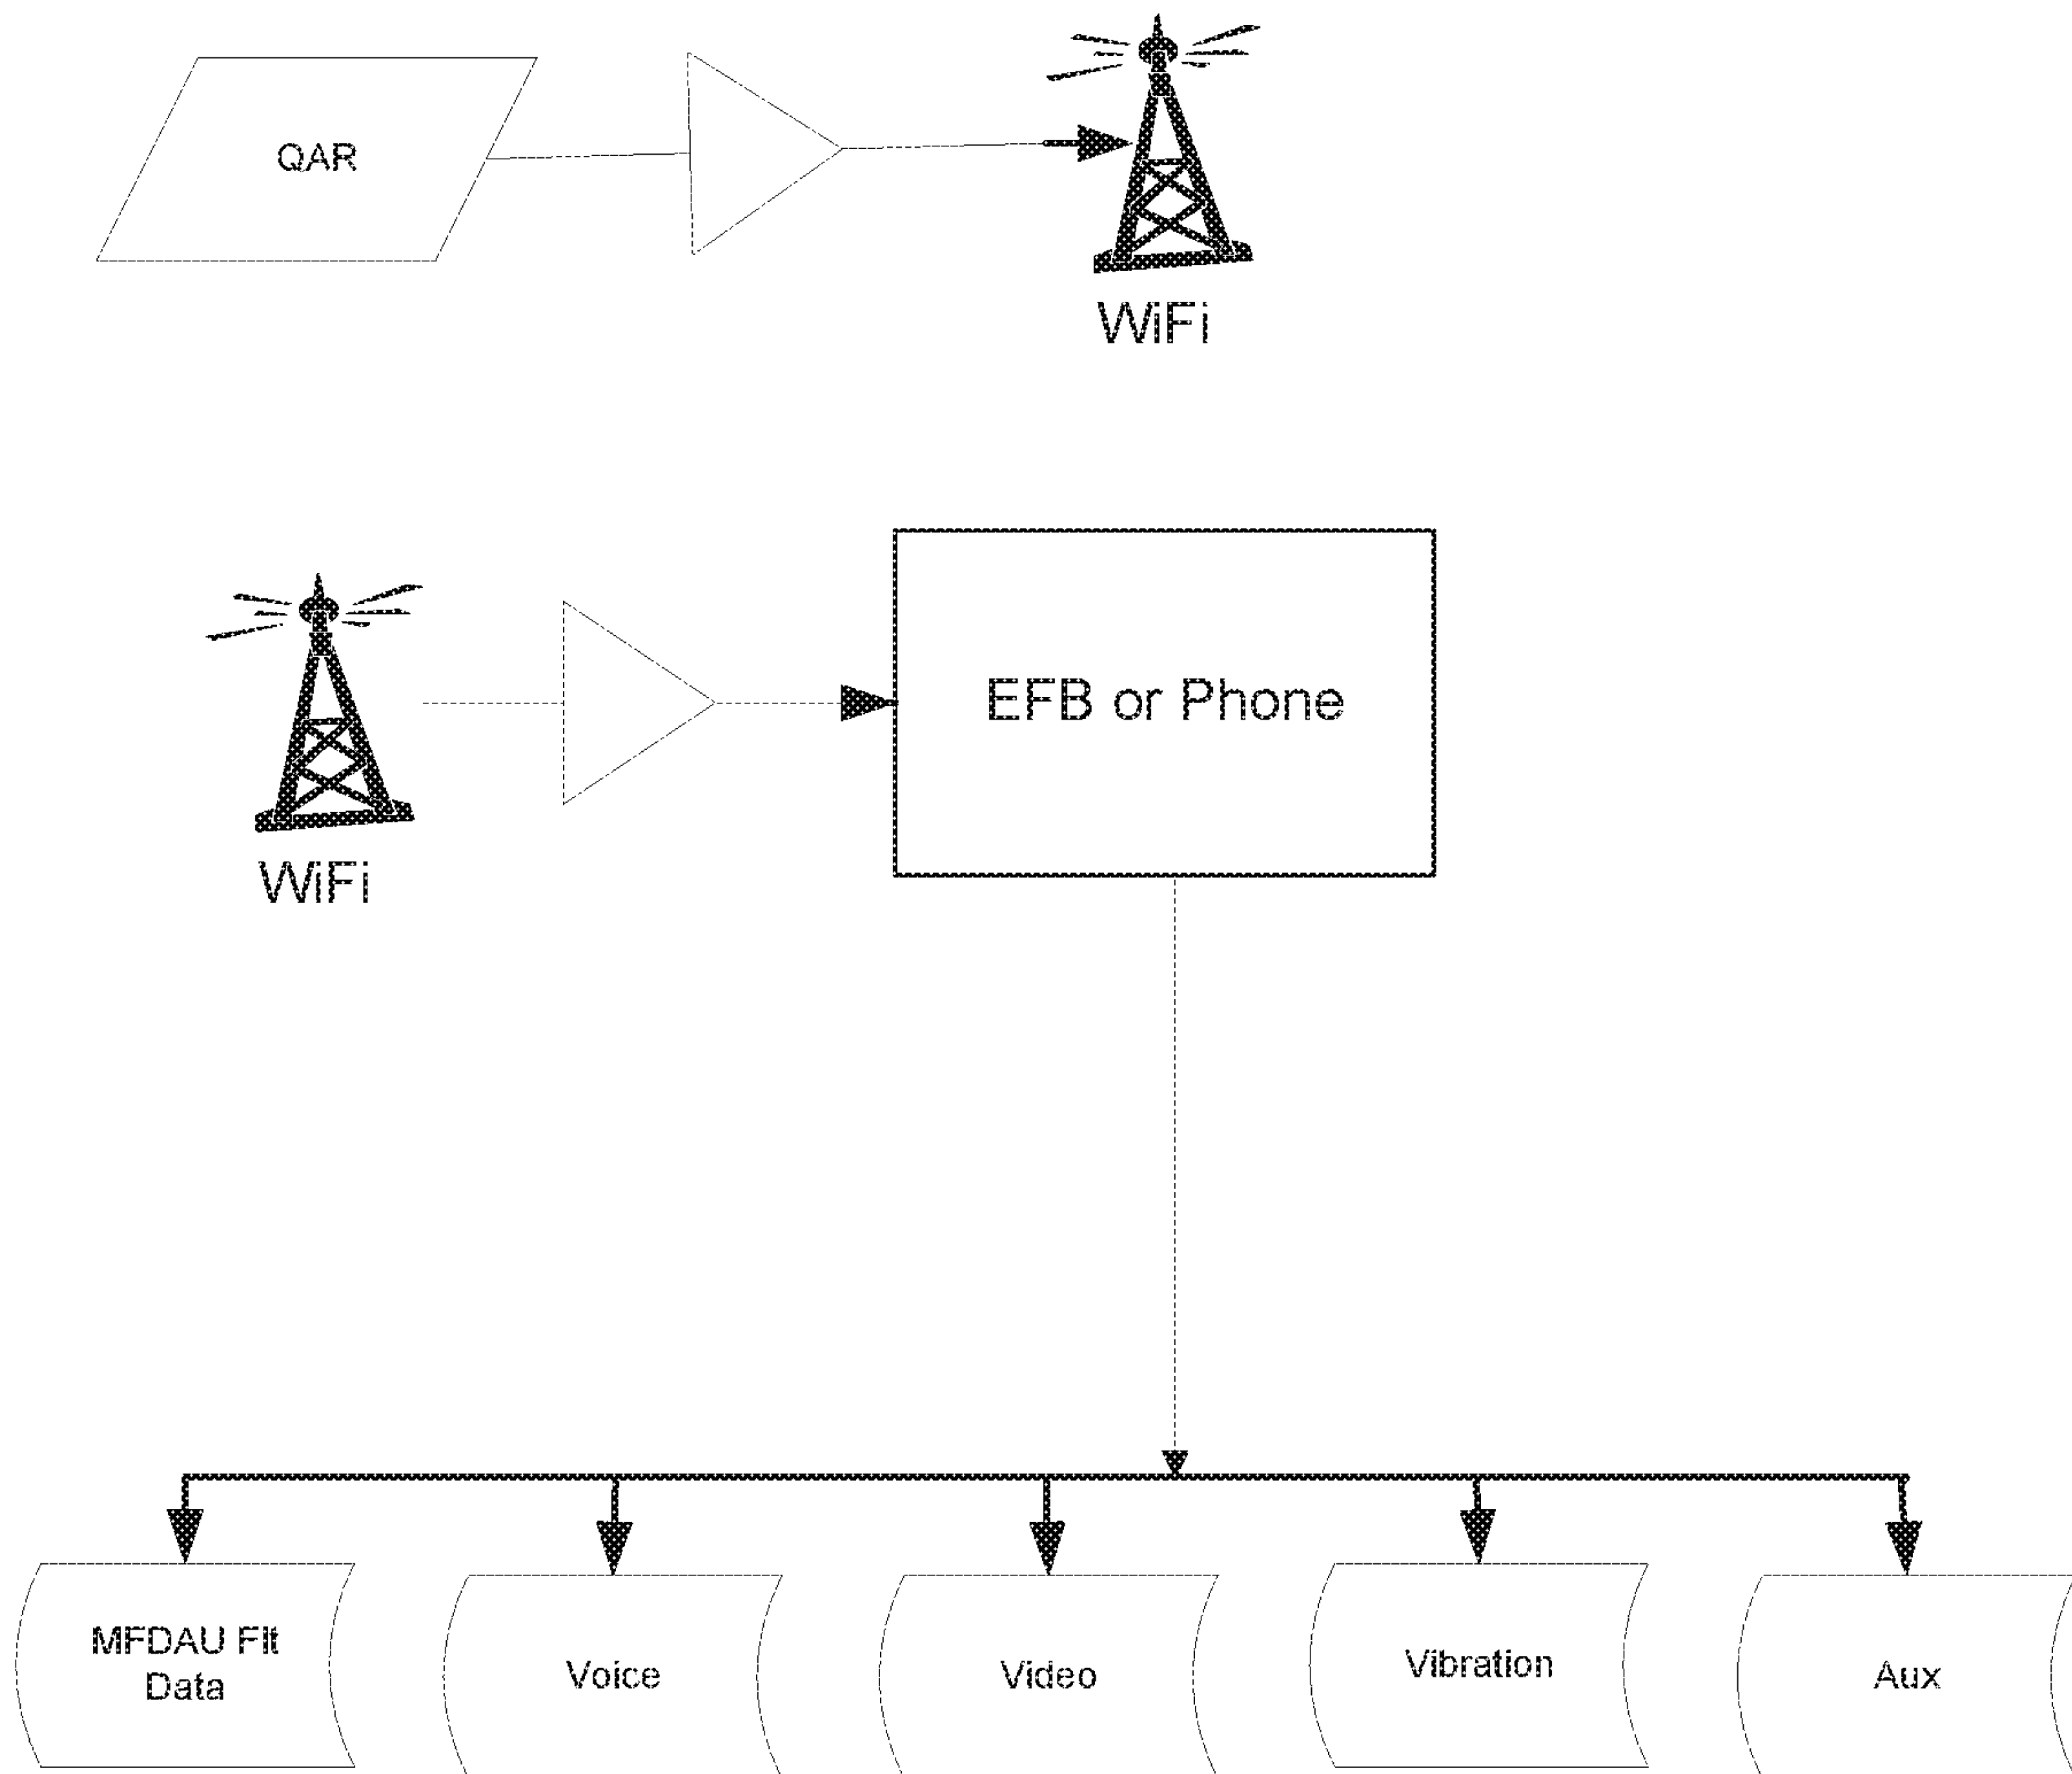 QAR
WiFi
EFB or Phone
WiFi
MFDAU Flt
Data
Voice
Video
Vibration
Aux